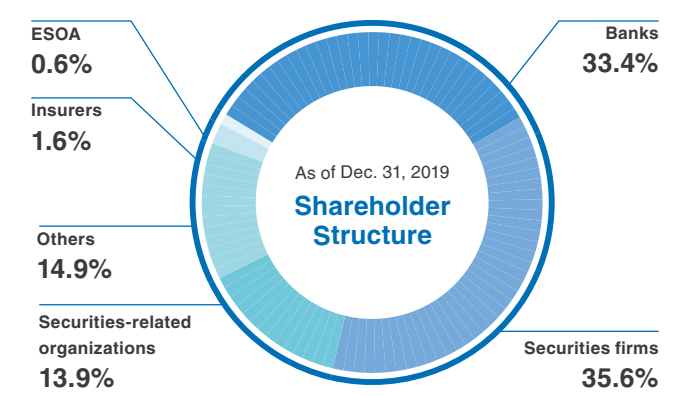 ESOA
0.6%
Insurers
1.6%
Others
14.9%
Securities-related
organizations
13.9%
As of Dec. 31, 2019
Shareholder
Structure
Banks
33.4%
Securities firms
35.6%